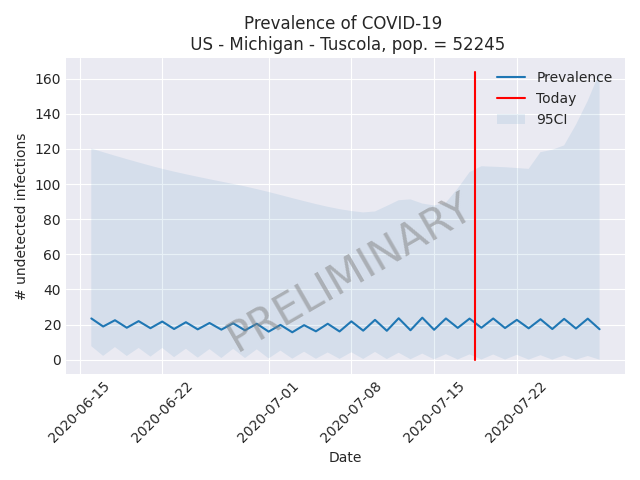 Prevalence of COVID-19
US - Michigan - Tuscola, pop. = 52245
160
140
120
100
80
60
40
20
0
# undetected infections
Prevalence
Today
95CI
PRELIMINARY
2020-06-15
2020-06-22
2020-07-01
2020-07-08
2020-07-15
2020-07-22
Date